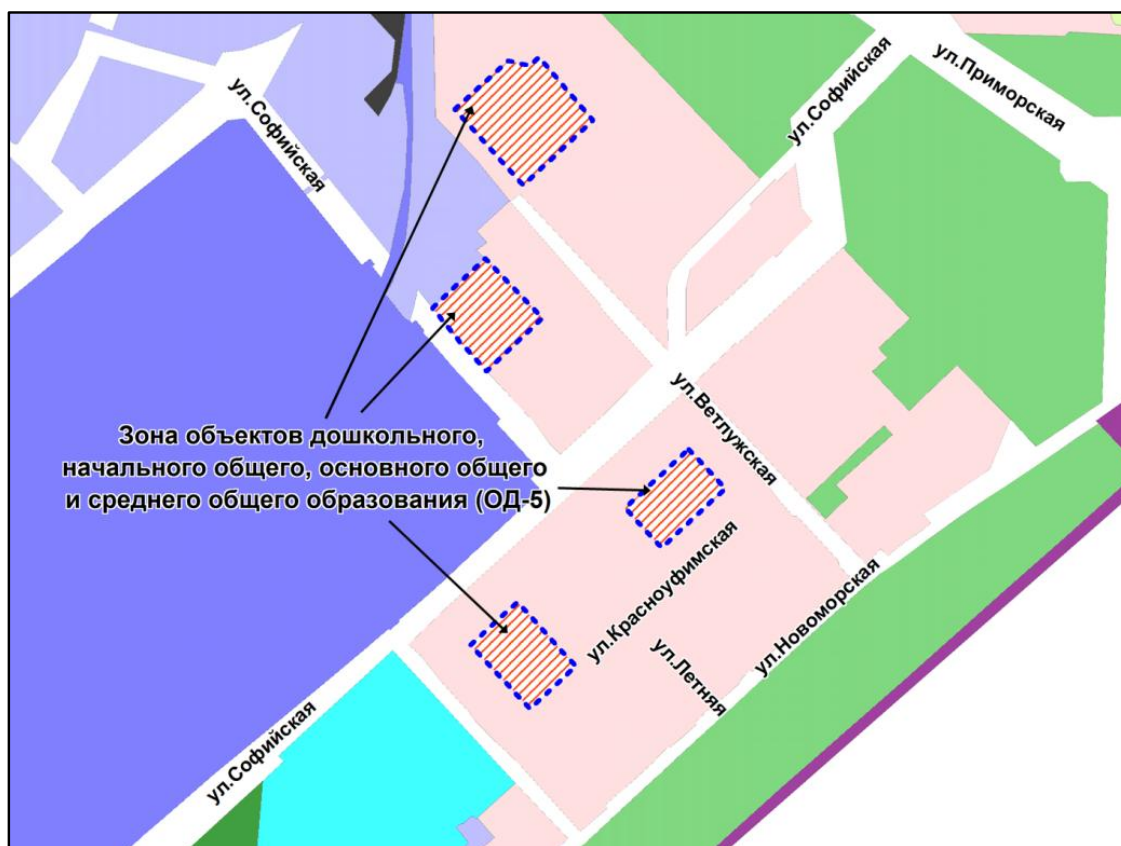 ул.Софийская
ул.Софийская
ул.Приморская
ул.Ветлужская
Зона объектов дошкольного,
начального общего, основного общего
и среднего общего образования (ОД-5)
ул.Красноуфимская
ул.Новоморская
ул.Летняя
ул.Софийская